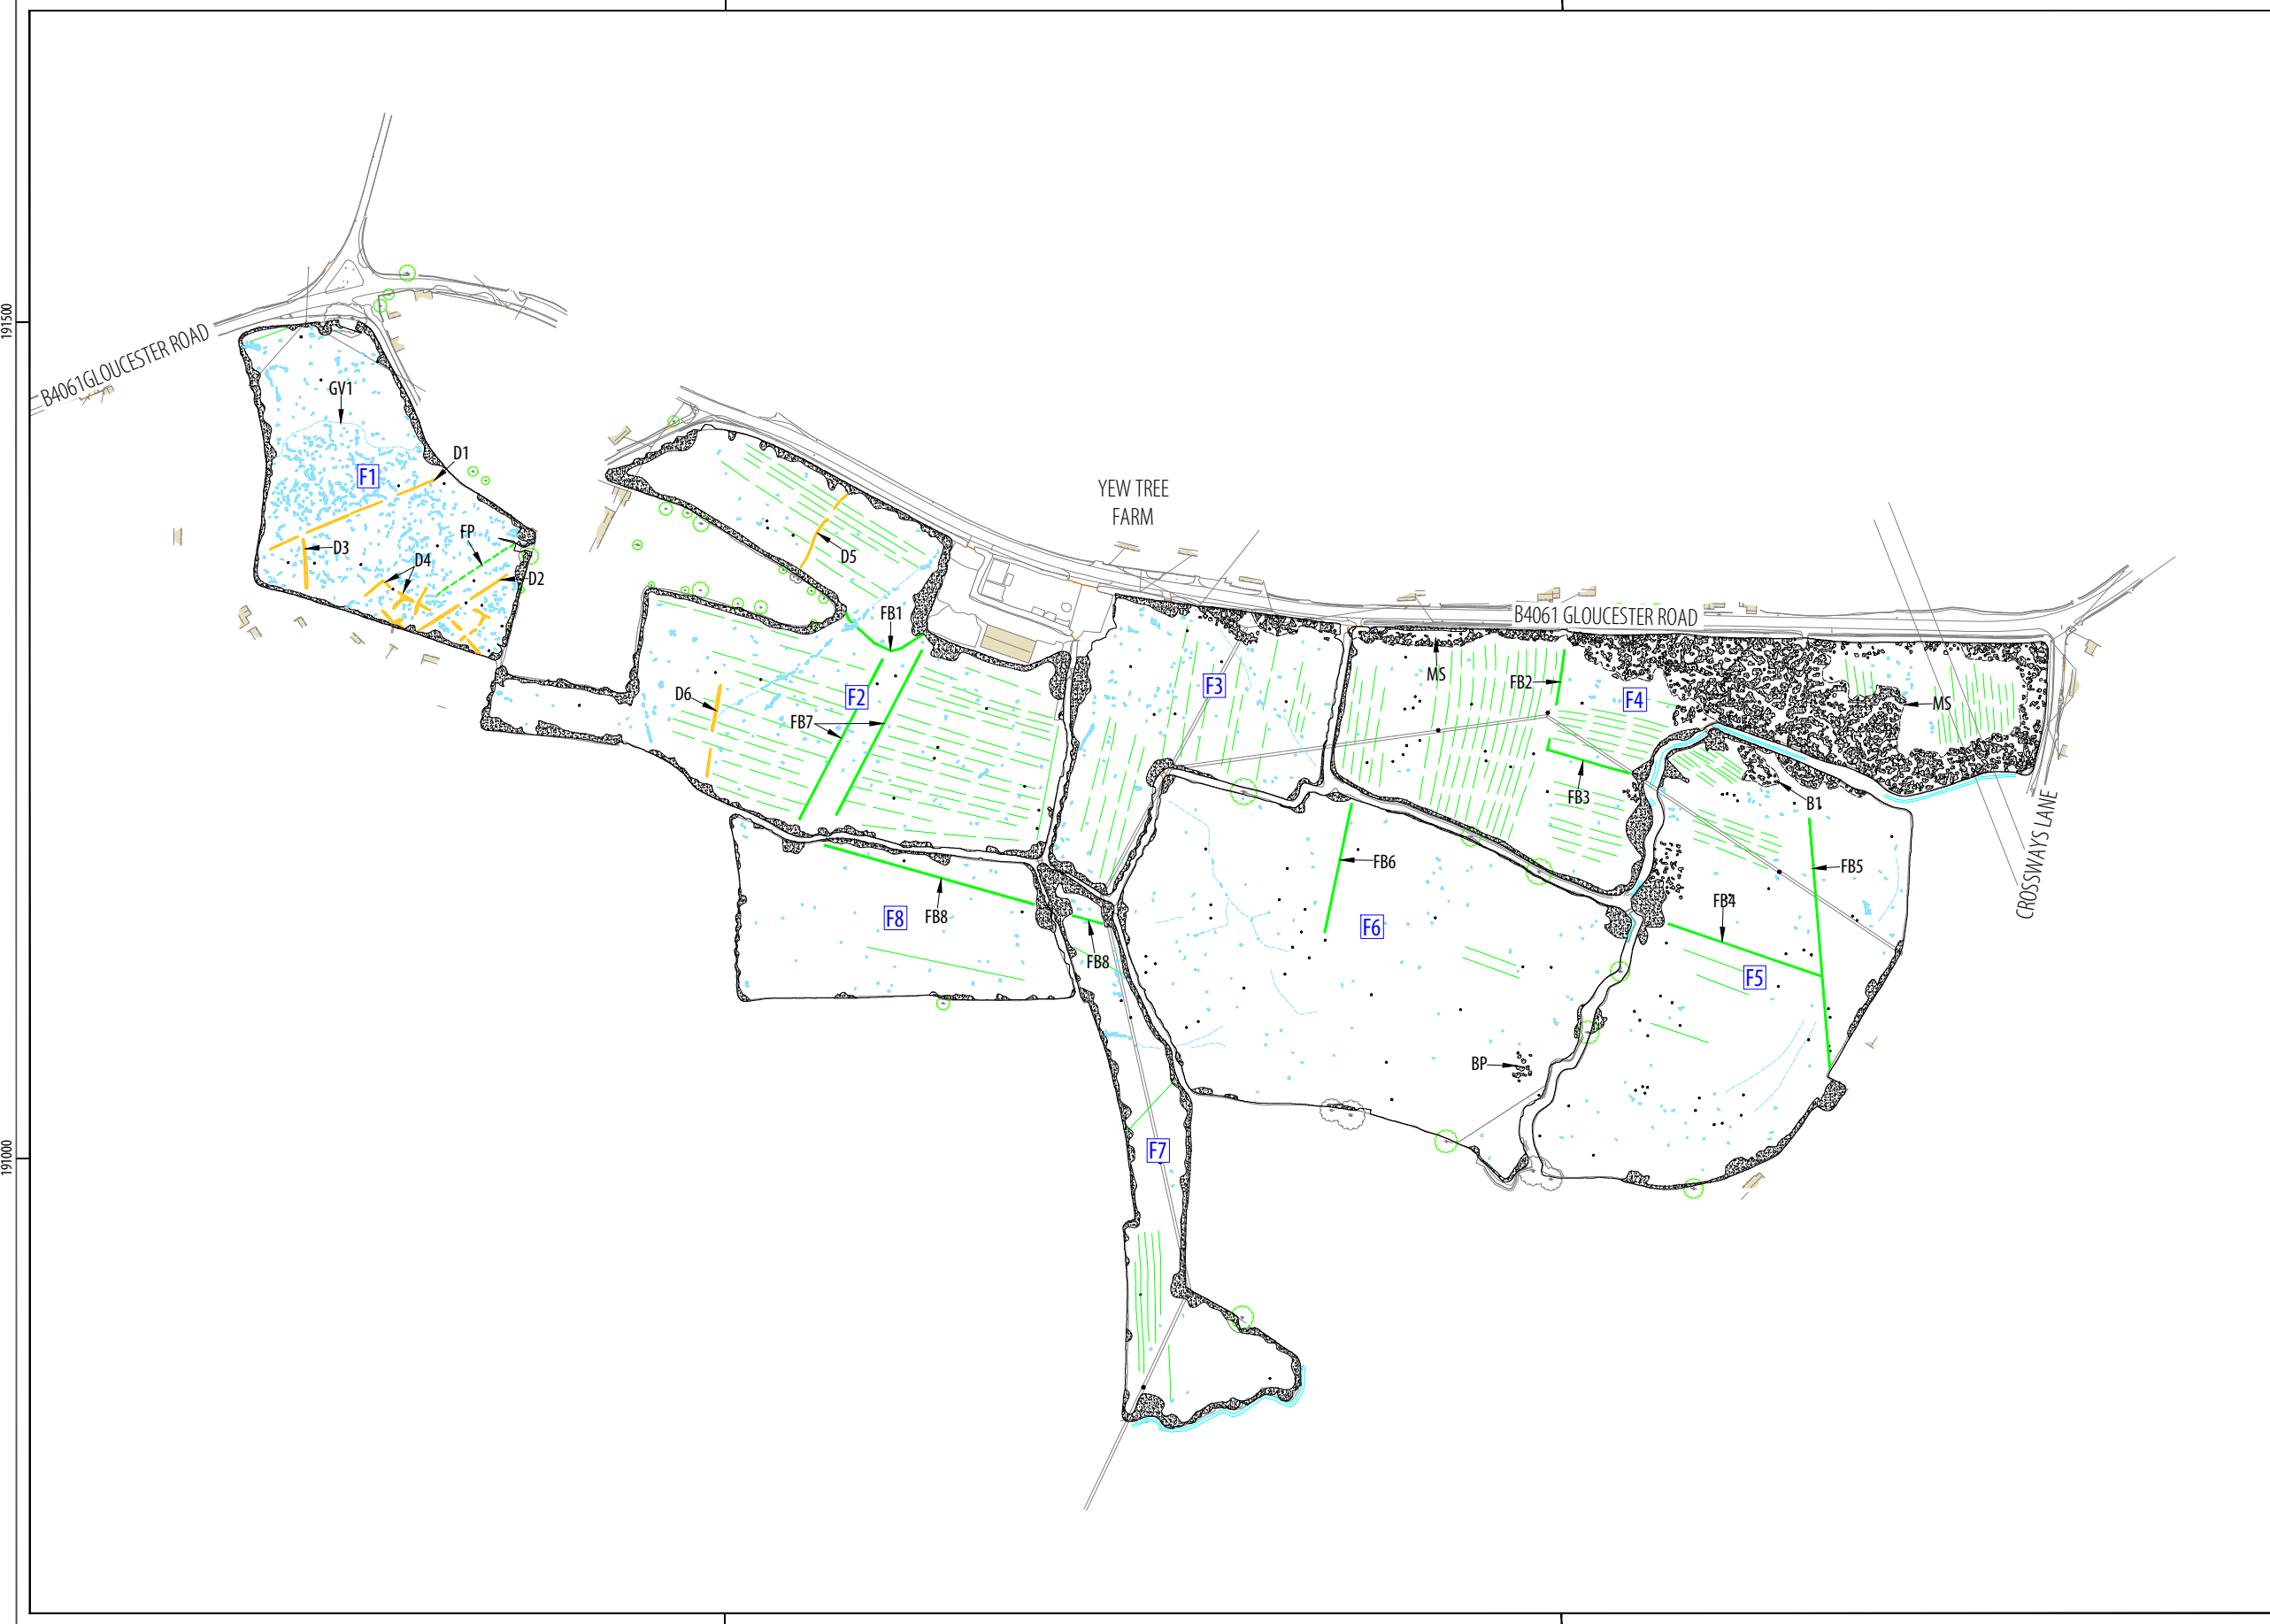 191500
B4061GLOUCESTER ROAD
GV1
F1
D1
FP
D3
D4
D2
D5
YEW TREE
FARM
FB1
B4061 GLOUCESTER ROAD
F2
D6
FB7
F3
MS
FB2
F4
MS
FB3
B1
CROSSWAYS LANE
FB6
FB5
FB4
F8
FB8
F6
FB8
F5
BP
F7
191000